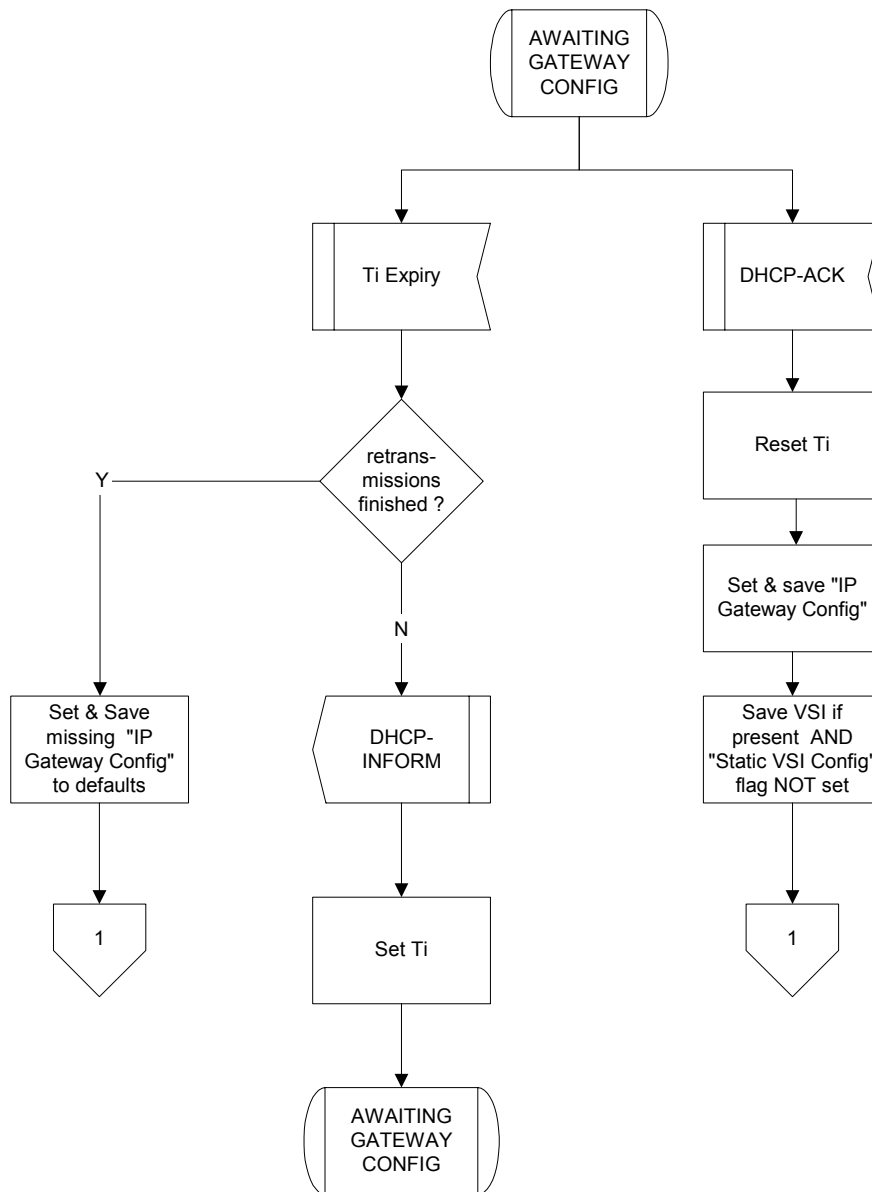 AWAITING
GATEWAY
CONFIG
Ti Expiry
DHCP-ACK
retrans-
missions
finished ?
Y
N
Reset Ti
Set & save "IP
Gateway Config"
Set & Save
missing "IP
Gateway Config"
to defaults
DHCP-
INFORM
Save VSI if
present AND
"Static VSI Config"
flag NOT set
1
Set Ti
1
AWAITING
GATEWAY
CONFIG